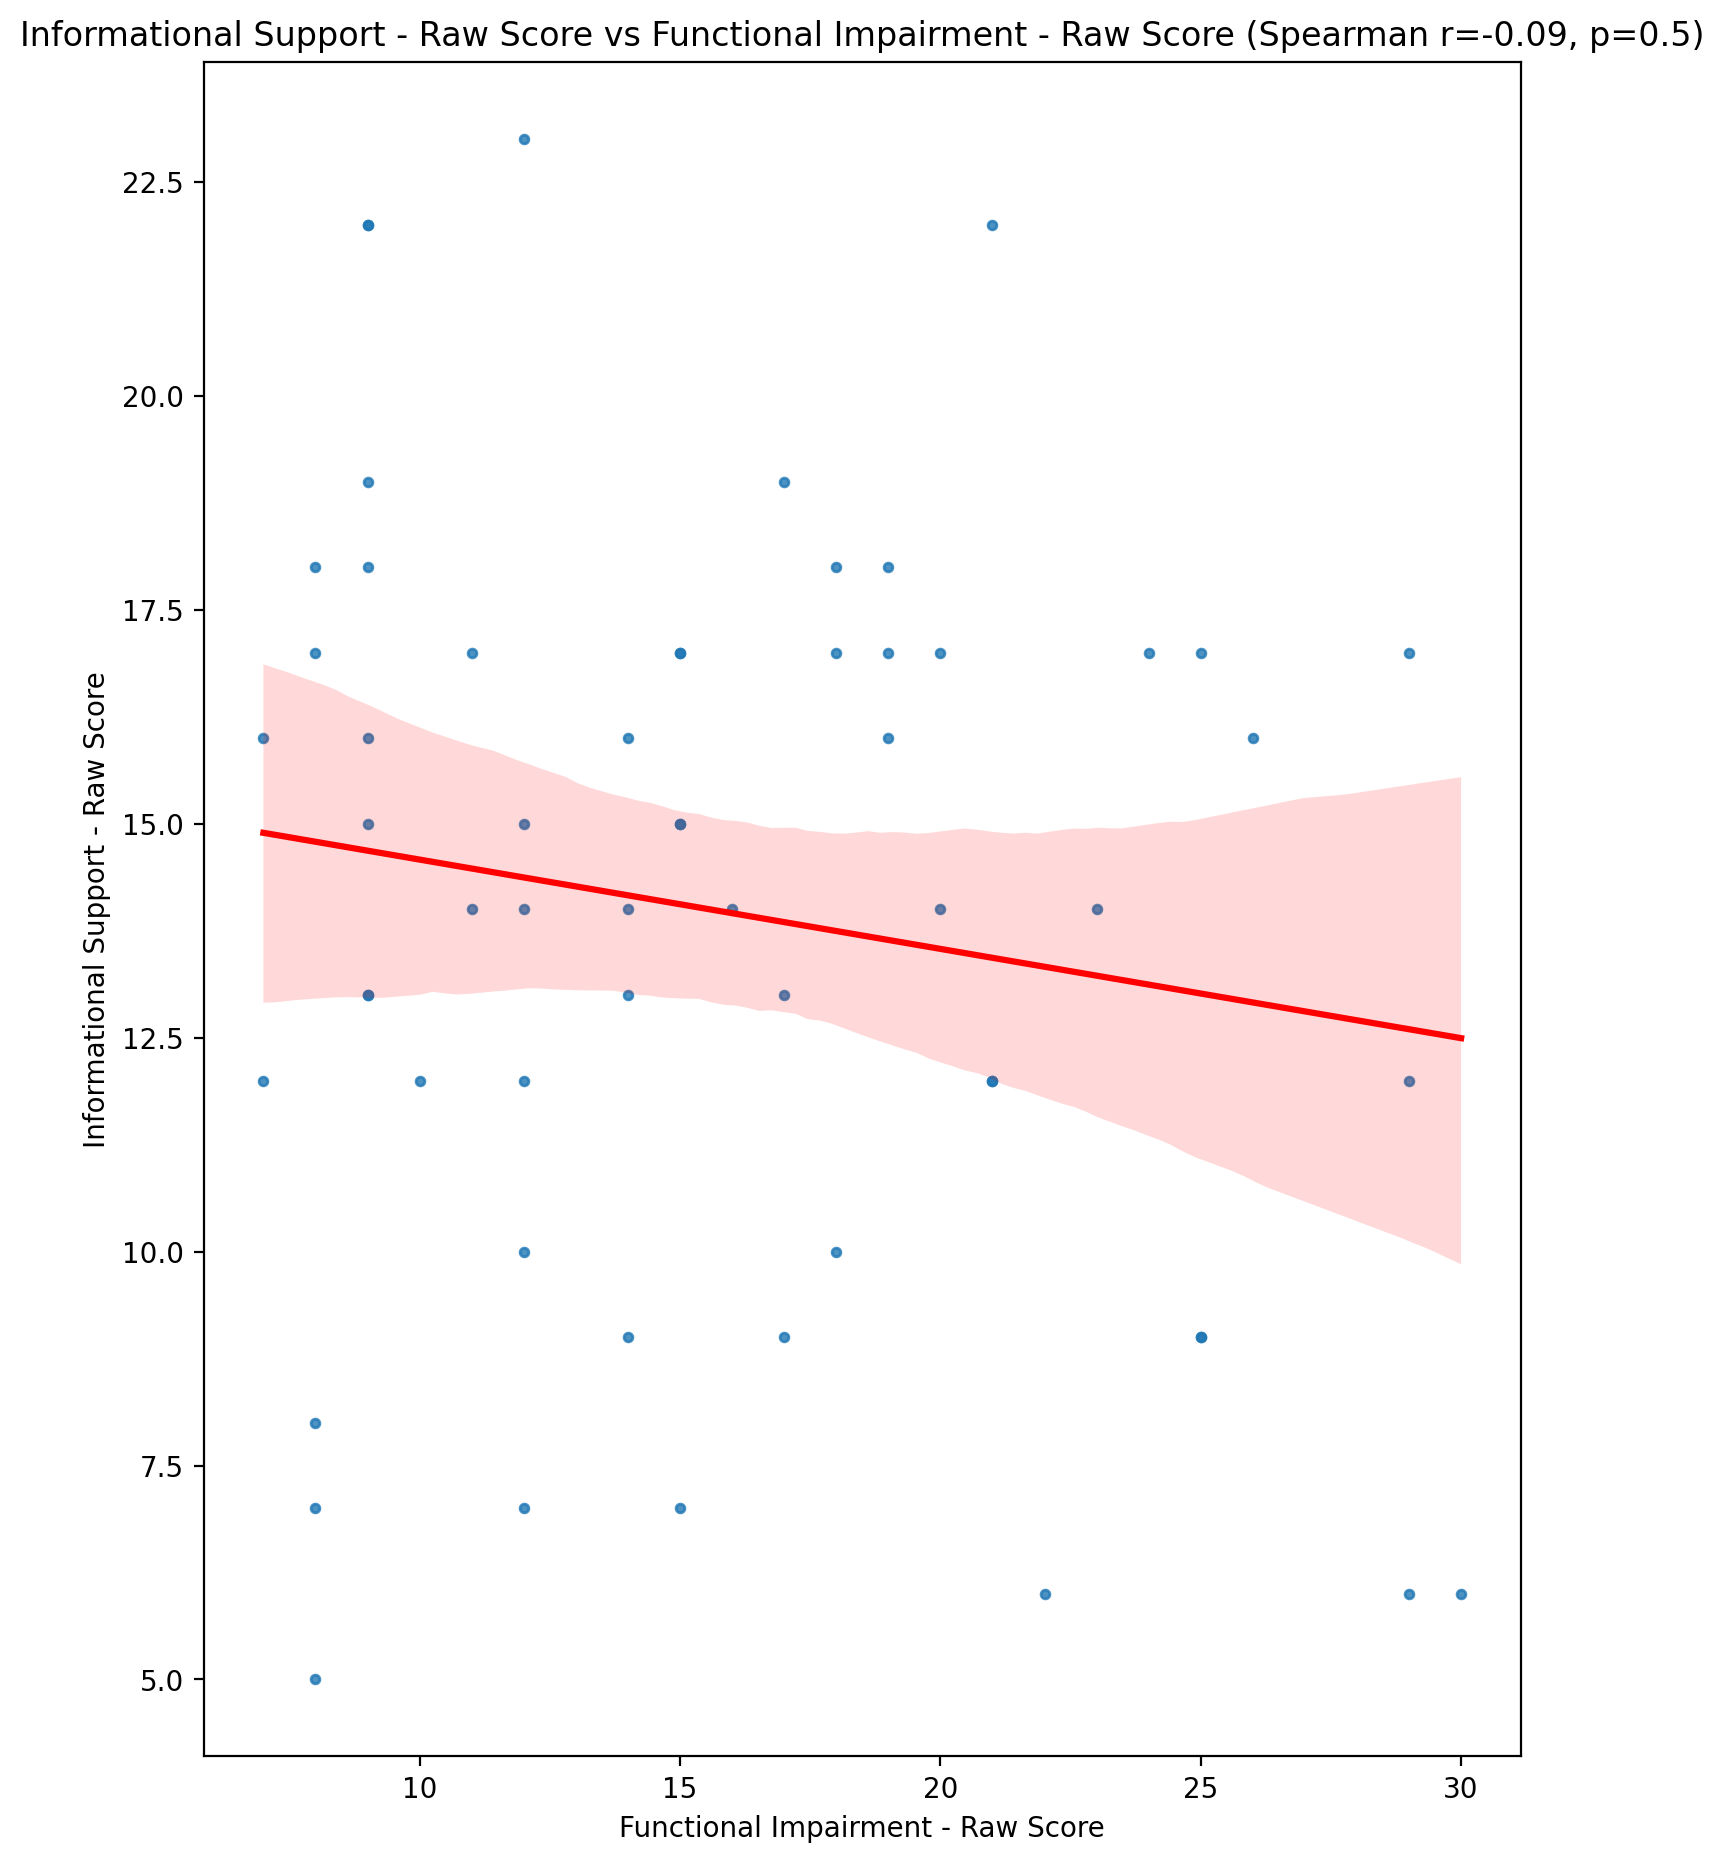 Informational Support - Raw Score vs Functional Impairment - Raw Score (Spearman r=-0.09, p=0.5)
22.5
20.0
17.5
15.0
12.5
10.0
7.5
5.0
Informational Support - Raw Score
10 15 20 25 30
Functional Impairment - Raw Score